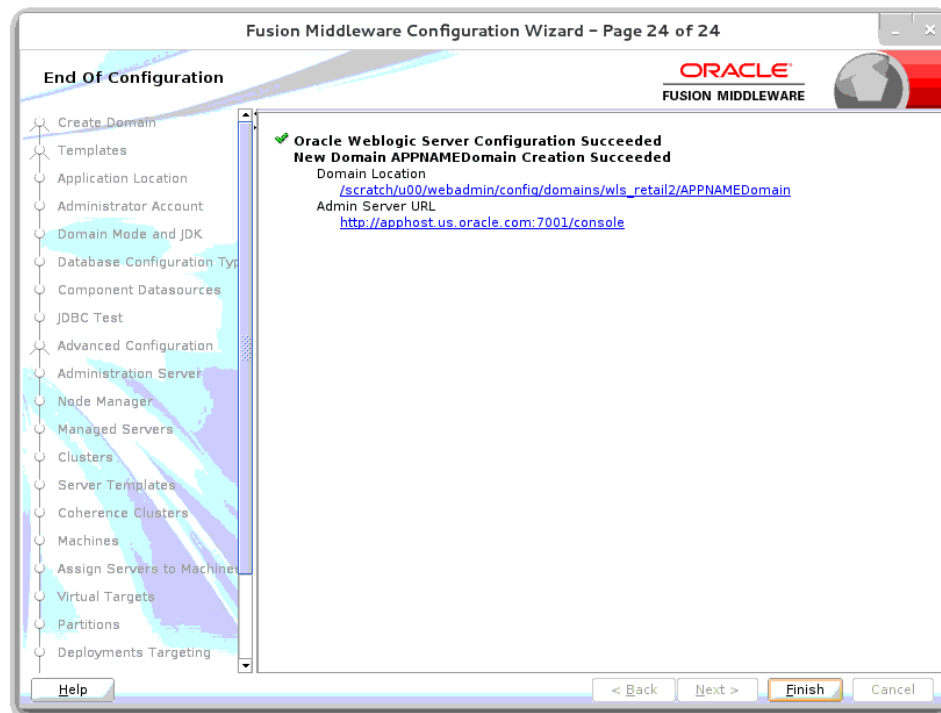 Fusion Middleware Configuration Wizard – Page 24 of 24
End Of Configuration
ORACLE
FUSION MIDDLEWARE
Create Domain
Templates
Application Location
Administrator Account
Domain Mode and JDK
Database Configuration Typ
Component Datasources
JDBC Test
Advanced Configuration
Administration Server
Node Manager
Managed Servers
Clusters
Server Templates
Coherence Clusters
Machines
Assign Servers to Machines
Virtual Targets
Partitions
Deployments Targeting
Oracle Weblogic Server Configuration Succeeded
New Domain APPNAMEDomain Creation Succeeded
Domain Location
/scratch/u00/webadmin/config/domains/wls_retail2/APPNAMEDomain
Admin Server URL
http://apphost.us.oracle.com:7001/console
Help
< Back Next > Finish Cancel